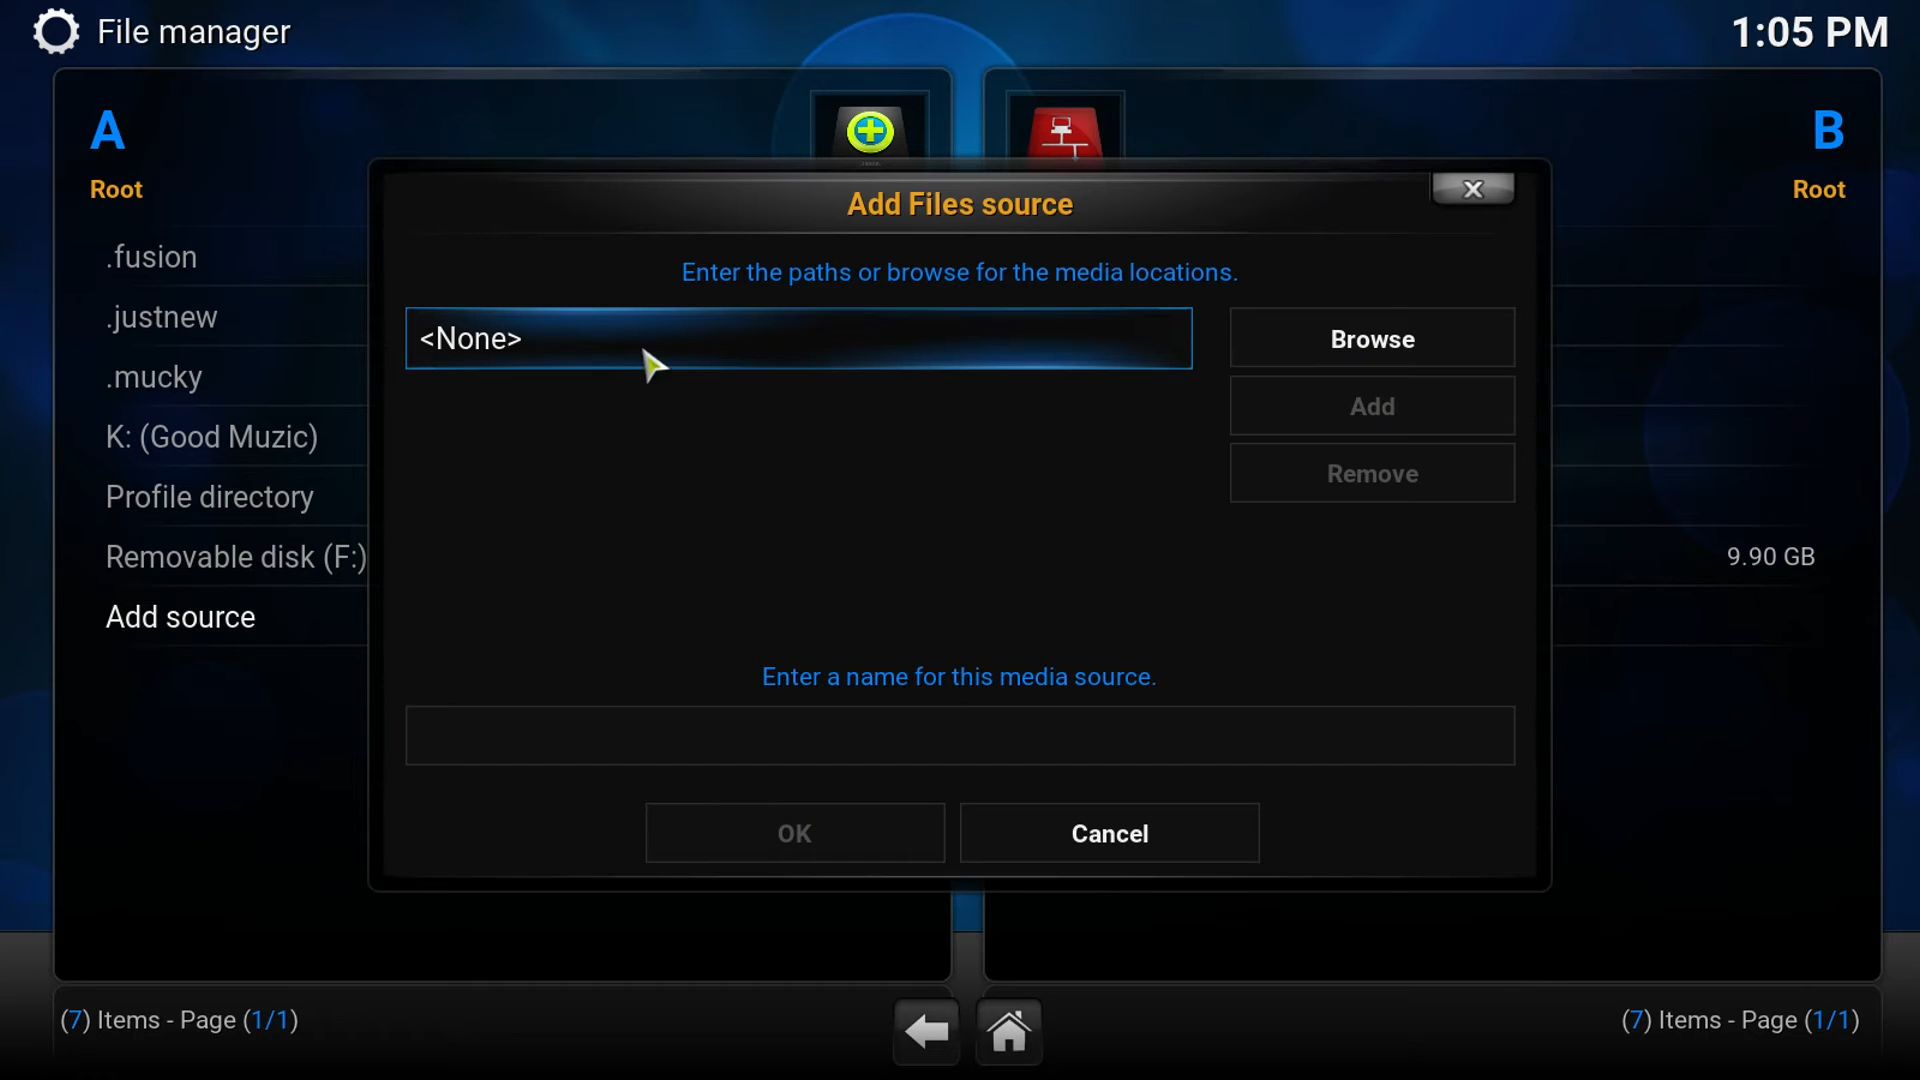 File manager
1:05 PM
A
B
Root
Root
Add Files source
.fusion
Enter the paths or browse for the media locations.
.justnew
<None>
Browse
.mucky
Add
K: (Good Muzic)
Remove
Profile directory
Removable disk (F:)
9.90 GB
Add source
Enter a name for this media source.
OK
Cancel
(7) Items - Page (1/1)
(7) Items - Page (1/1)